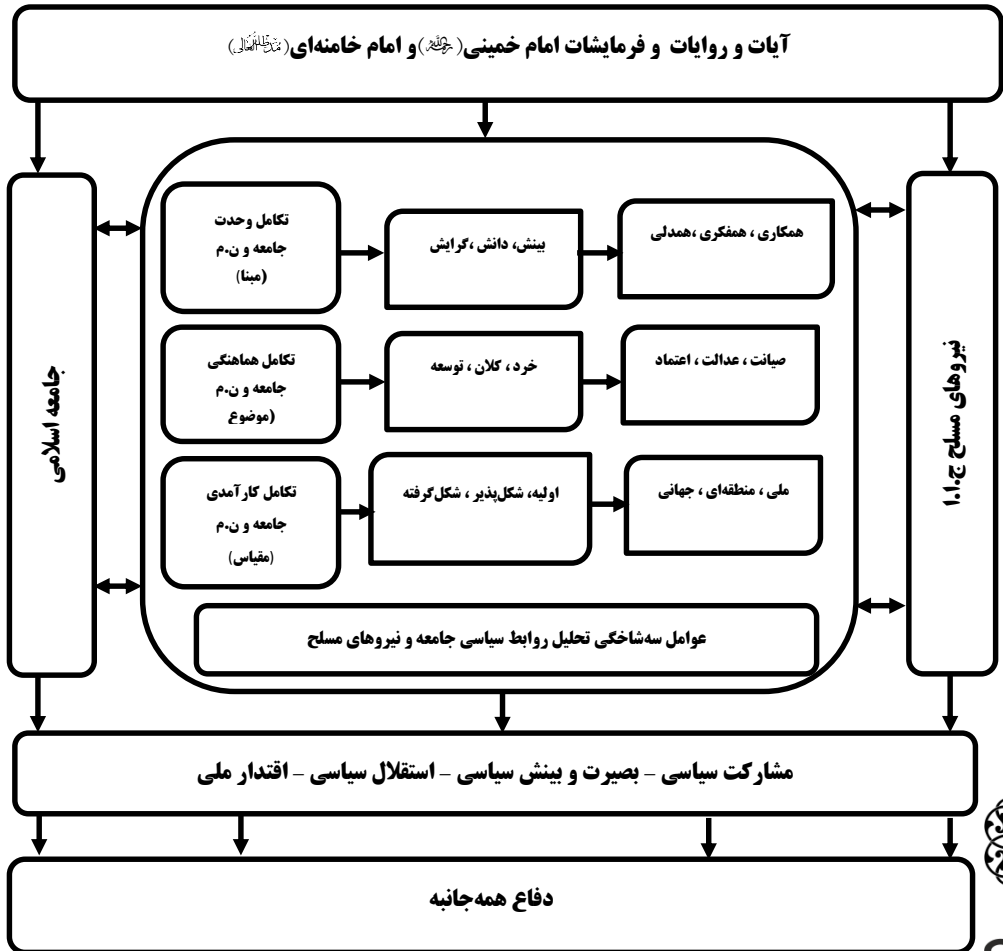 آیات و روایات و فرمایشات امام خمینی(ره) و امام خامنه‌ای(مدظله‌العالی)
نیروهای مسلح ج.ا.ا
جامعه اسلامی
تکامل وحدت
جامعه و ن.م
(مبنا)
بینش، دانش ،گرایش
همکاری ، همفکری ،همدلی
تکامل هماهنگی
جامعه و ن.م
(موضوع
خرد ، کلان ، توسعه
صیانت ، عدالت ، اعتماد
تکامل کارآمدی
جامعه و ن.م
(مقیاس)
اولیه، شکل‌پذیر ، شکل‌گرفته
ملی ، منطقه‌ای ، جهانی
عوامل سه‌شاخگی تحلیل روابط سیاسی جامعه و نیروهای مسلح
مشارکت سیاسی – بصیرت و بینش سیاسی – استقلال سیاسی – اقتدار ملی
دفاع همه‌جانبه